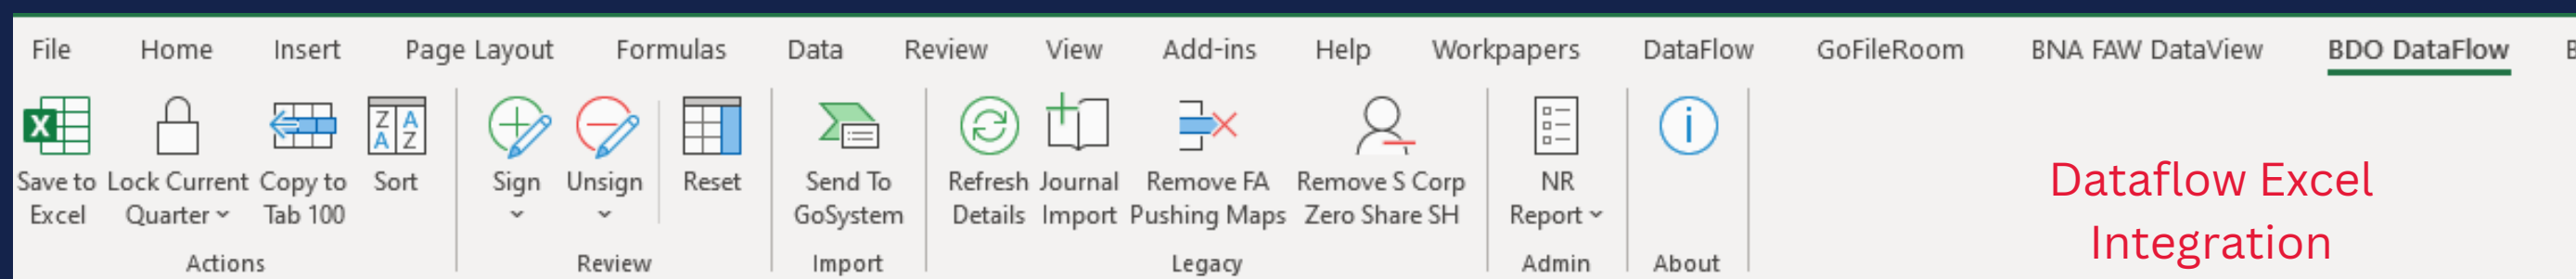 File Home Insert Page Layout Formulas Data Review View Add-ins Help Workpapers DataFlow GoFileRoom BNA FAW DataView BDO DataFlow
Save to Lock Current Copy to Sort Sign Unsign Reset Send To Refresh Journal Remove FA Remove S Corp NR
Excel Quarter Tab 100 GoSystem Details Import Pushing Maps Zero Share SH Report
Actions Review Import Legacy Admin About
Dataflow Excel
Integration